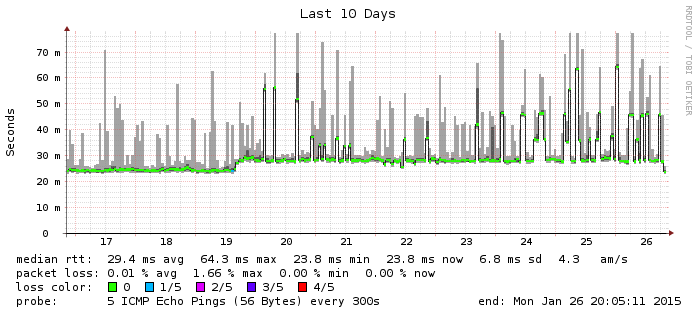 Last 10 Days
RRDTOOL / TOBI OETIKER
Seconds
70 m
60 m
50 m
40 m
30 m
20 m
10 m
0
17 18 19 20 21 22 23 24 25 26
median rtt: 29.4 ms avg 64.3 ms max 23.8 ms min 23.8 ms now 6.8 ms sd 4.3 am/s
packet loss: 0.01 % avg 1.66 % max 0.00 % min 0.00 % now
loss color: 0 1/5 2/5 3/5 4/5
probe: 5 ICMP Echo Pings (56 Bytes) every 300s end: Mon Jan 26 20:05:11 2015